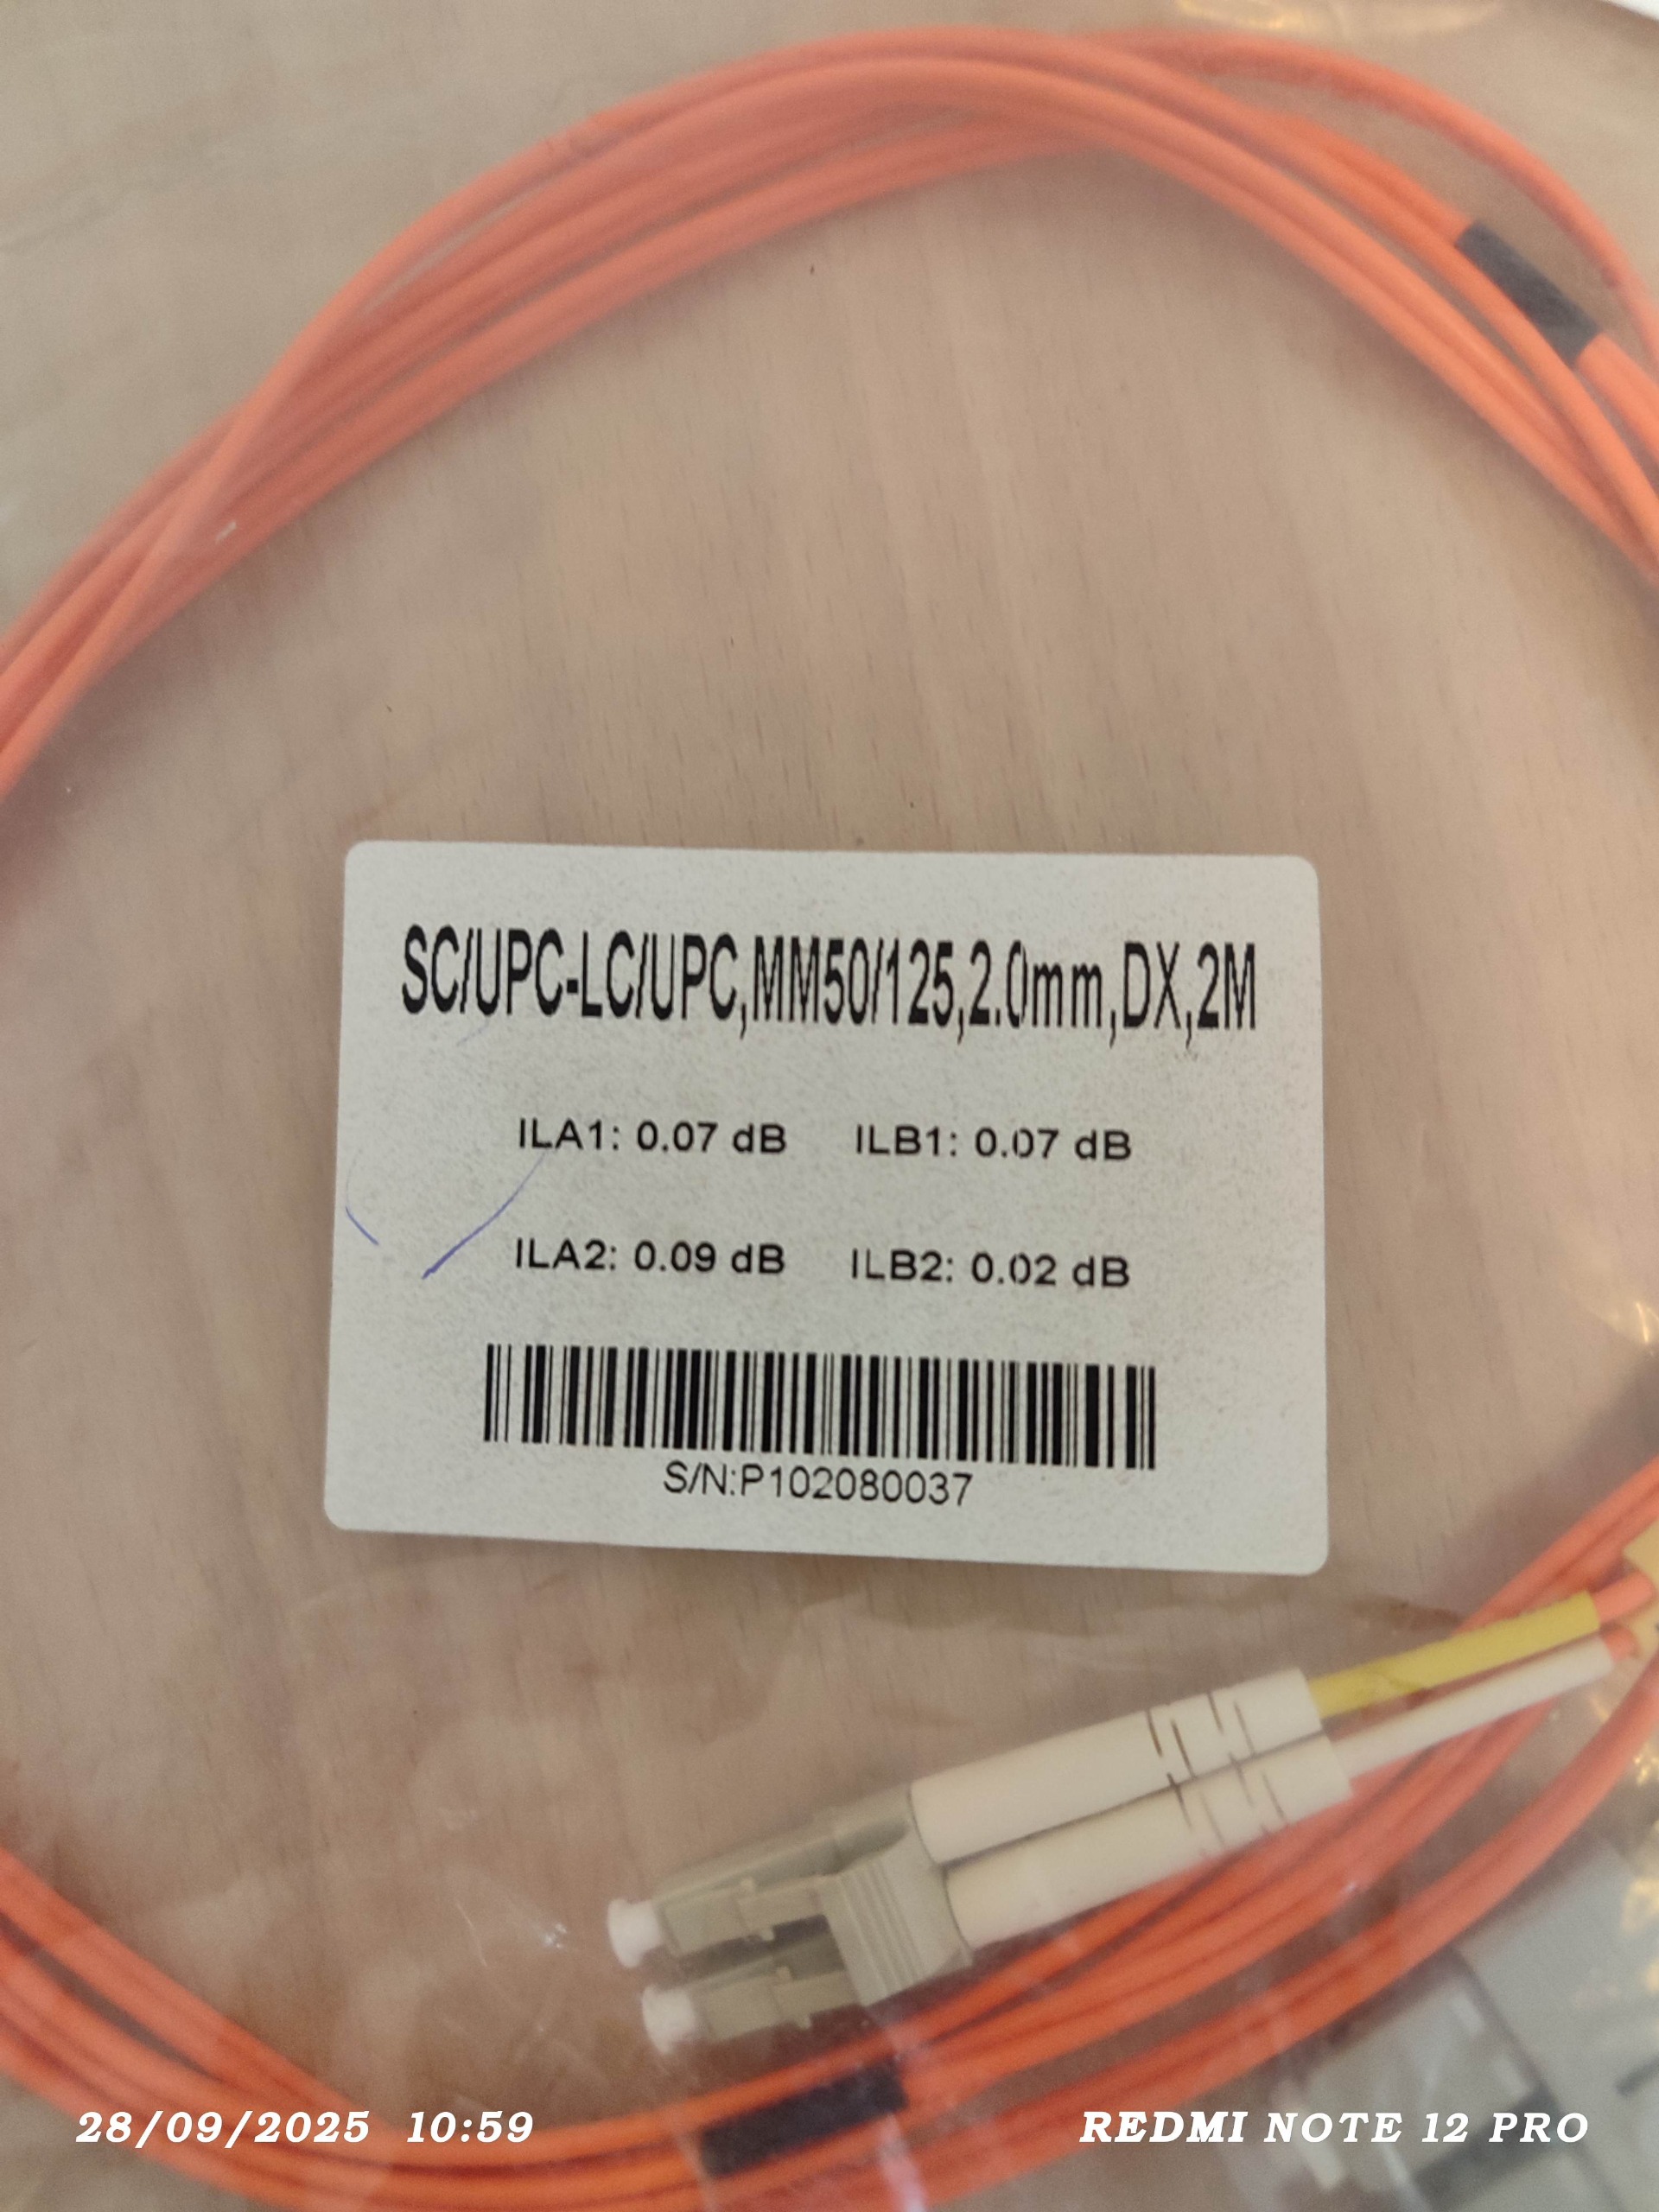 SC/UPC-LC/UPC,MM50/125,2.0mm,DX,2M
ILA1: 0.07 dB ILB1: 0.07 dB
ILA2: 0.09 dB ILB2: 0.02 dB
S/N:P102080037
28/09/2025 10:59 REDMI NOTE 12 PRO